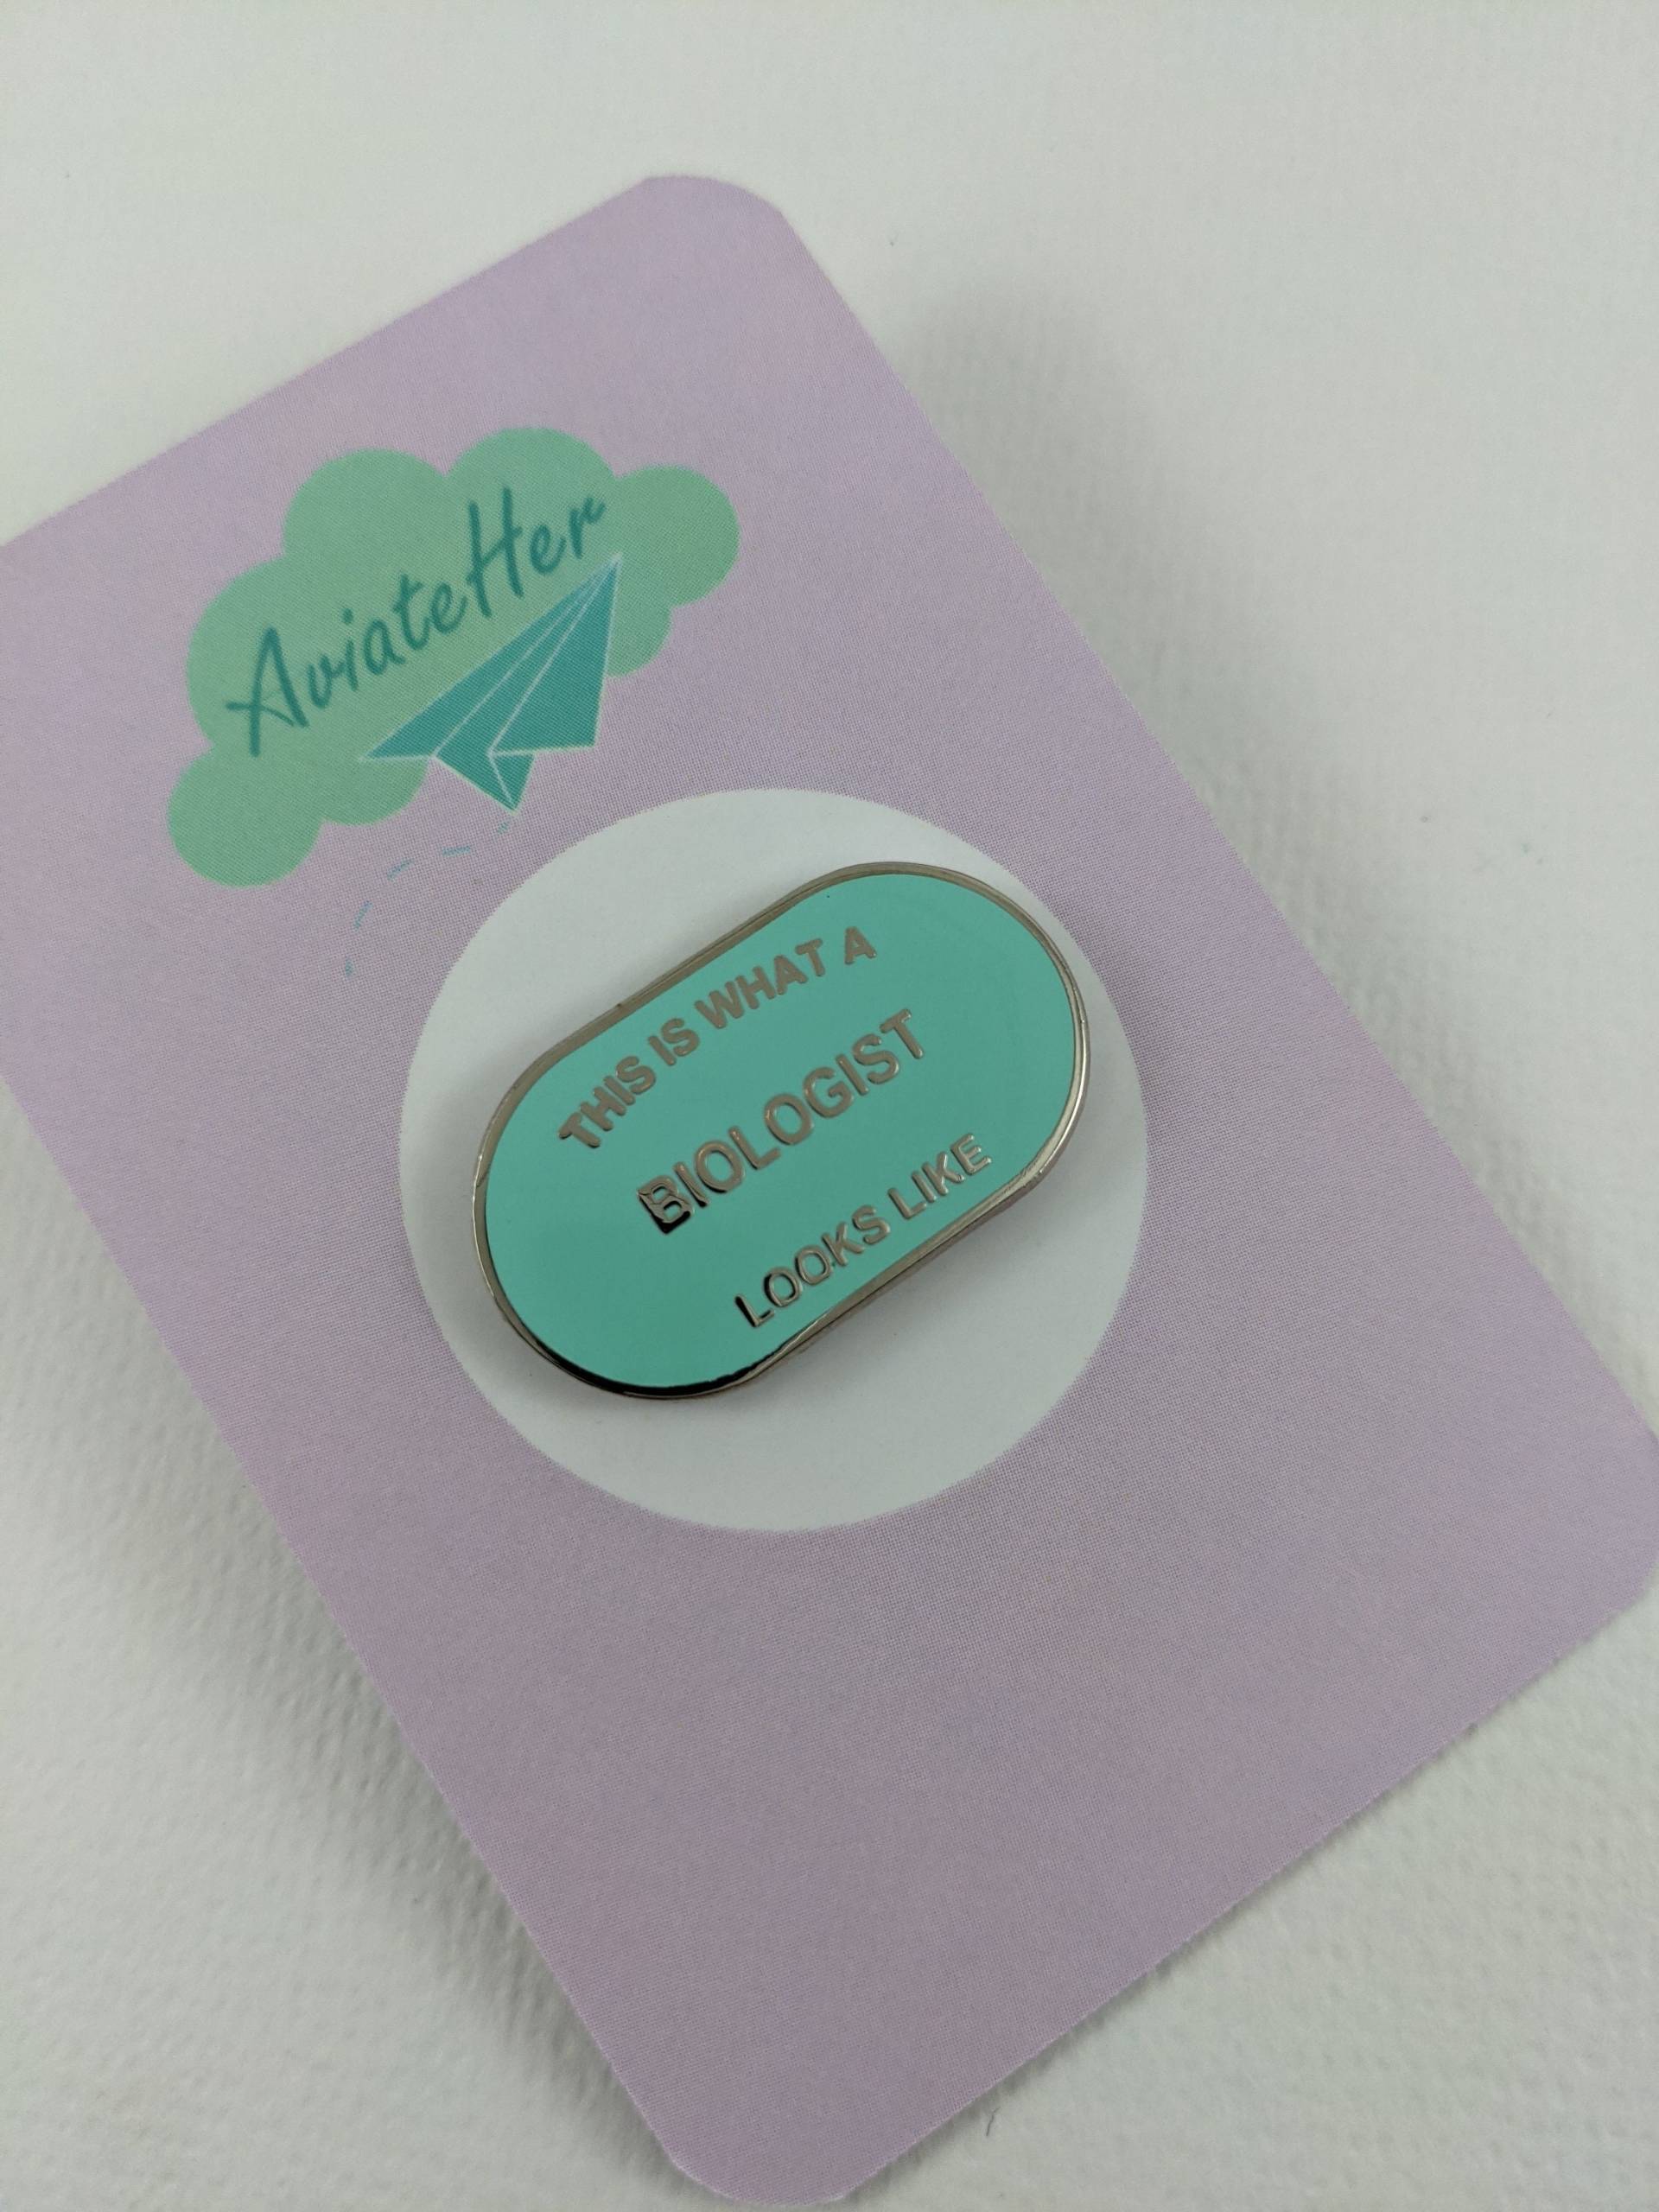 AviateHer
THIS IS WHAT A
BIOLOGIST
LOOKS LIKE